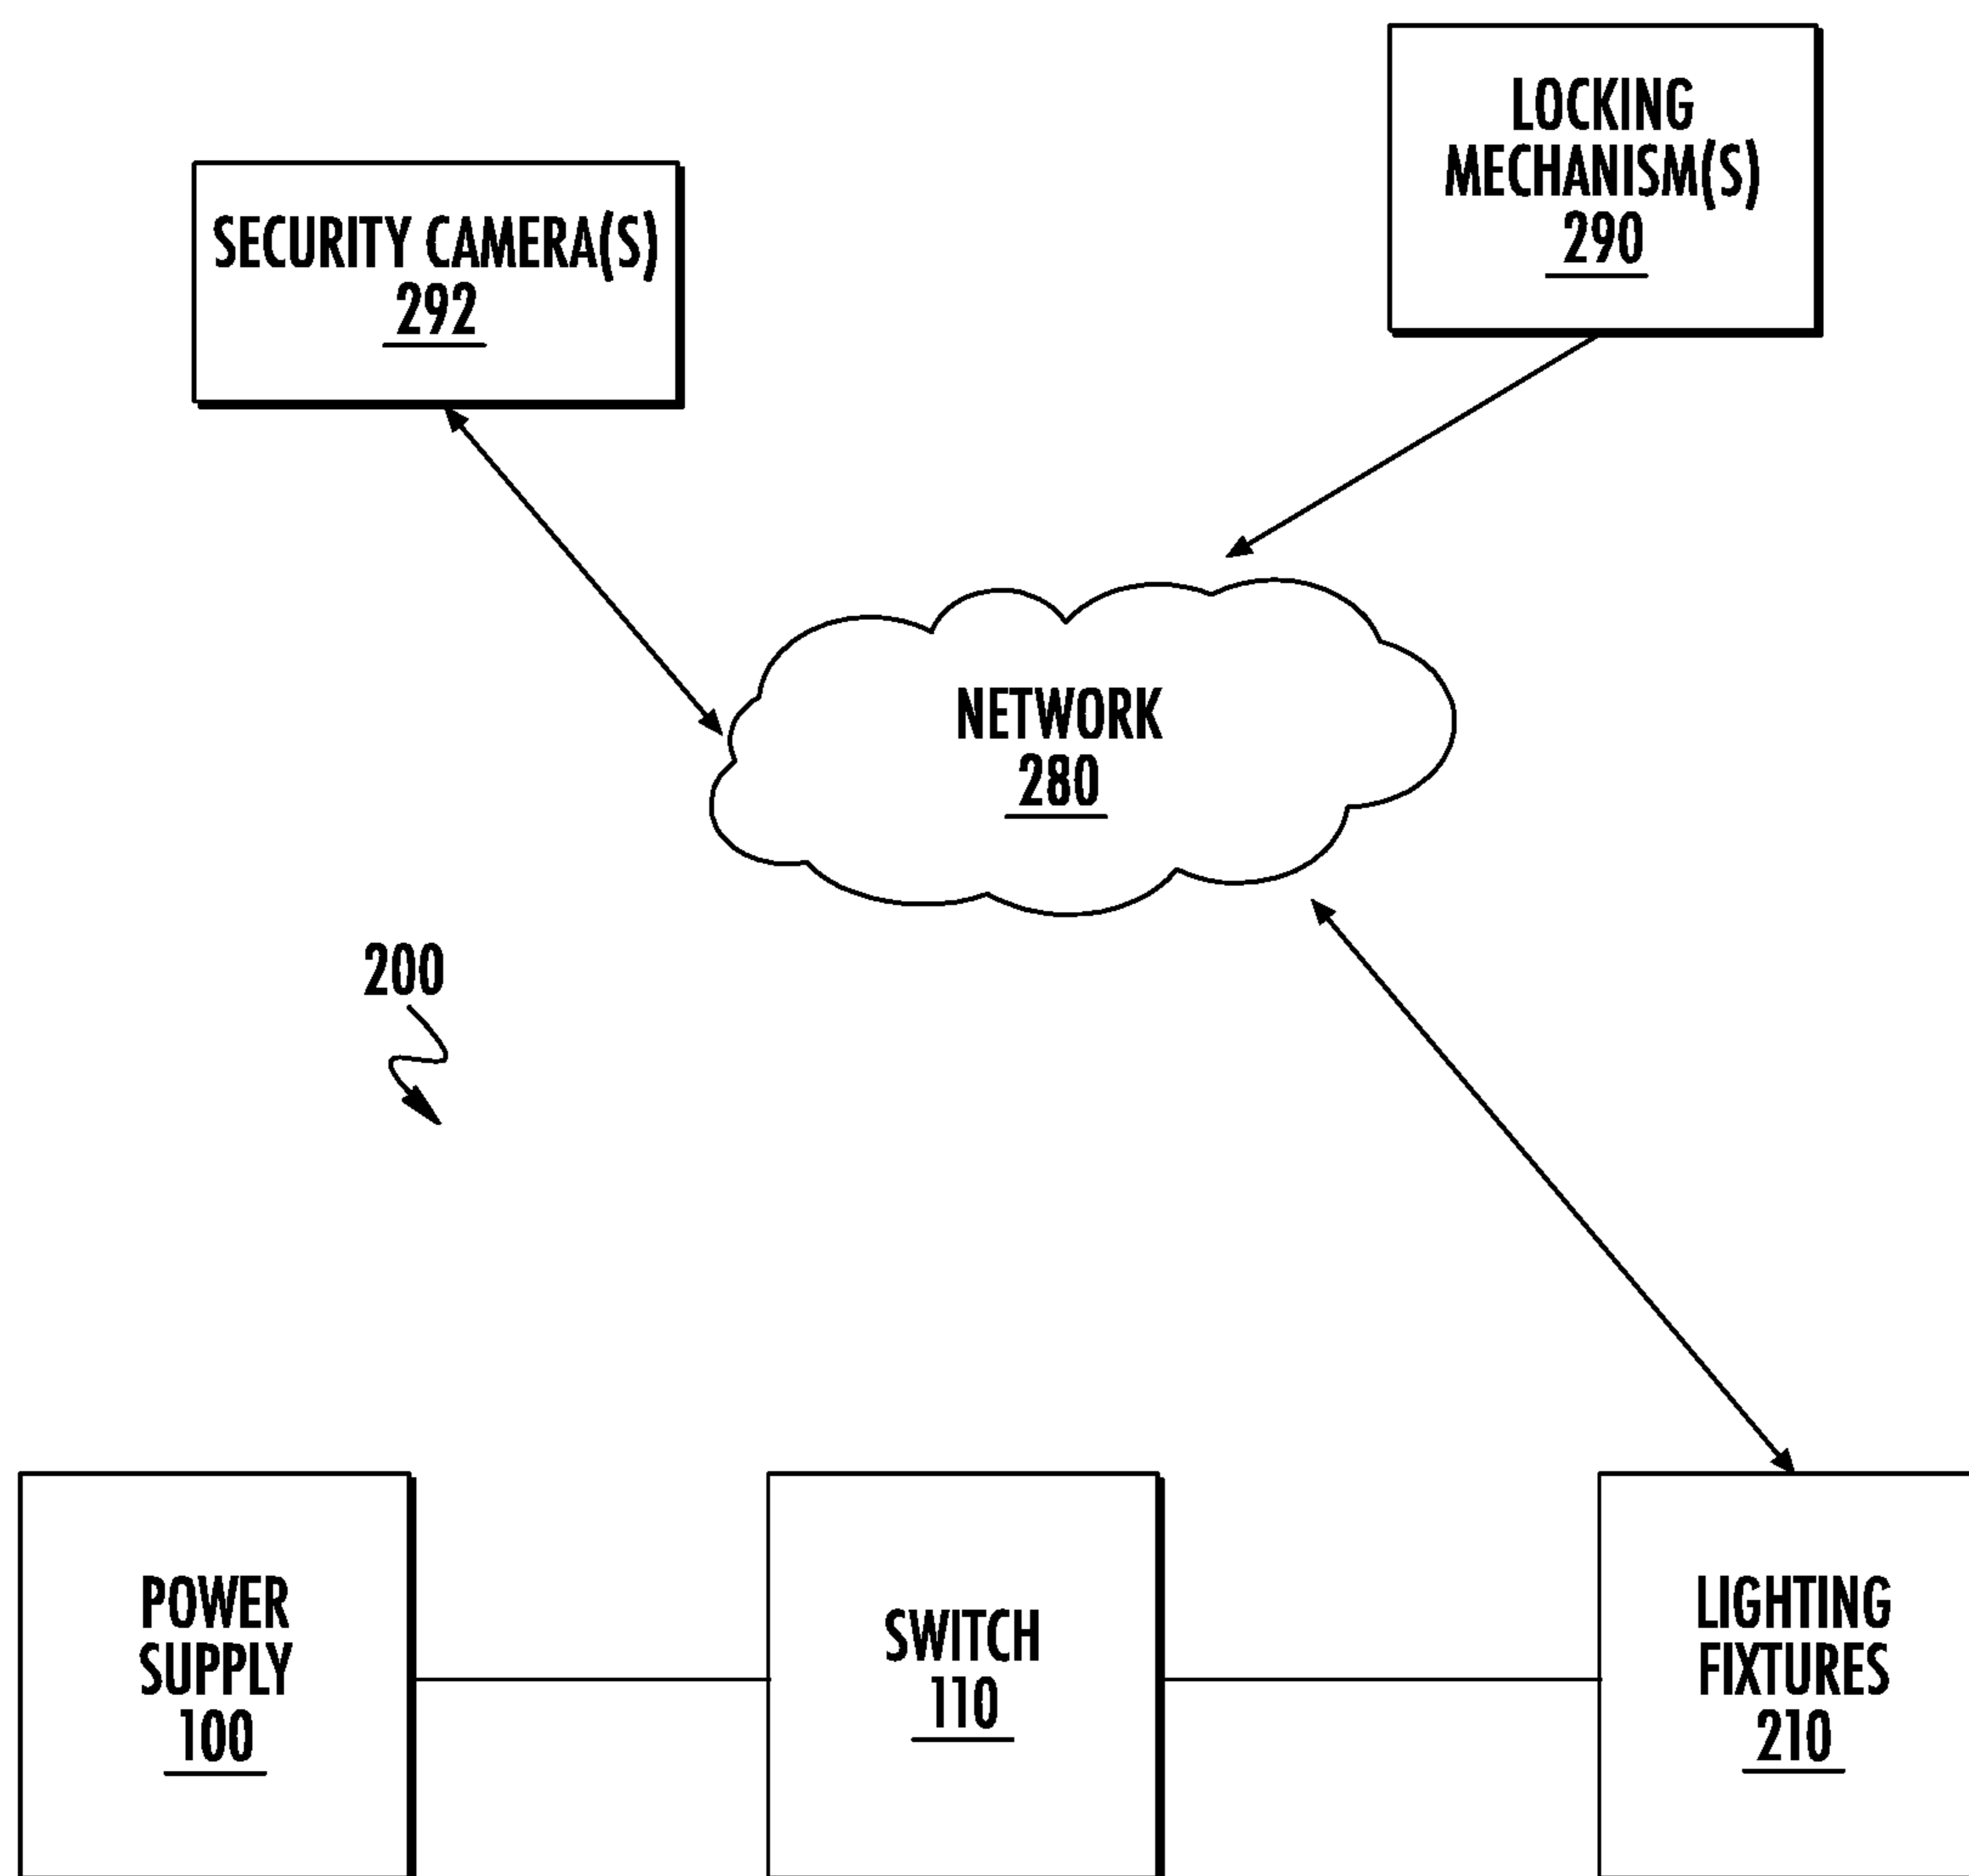 LOCKING
MECHANISM(S)
290
SECURITY CAMERA(S)
292
NETWORK
280
200
POWER
SUPPLY
100
SWITCH
110
LIGHTING
FIXTURES
210